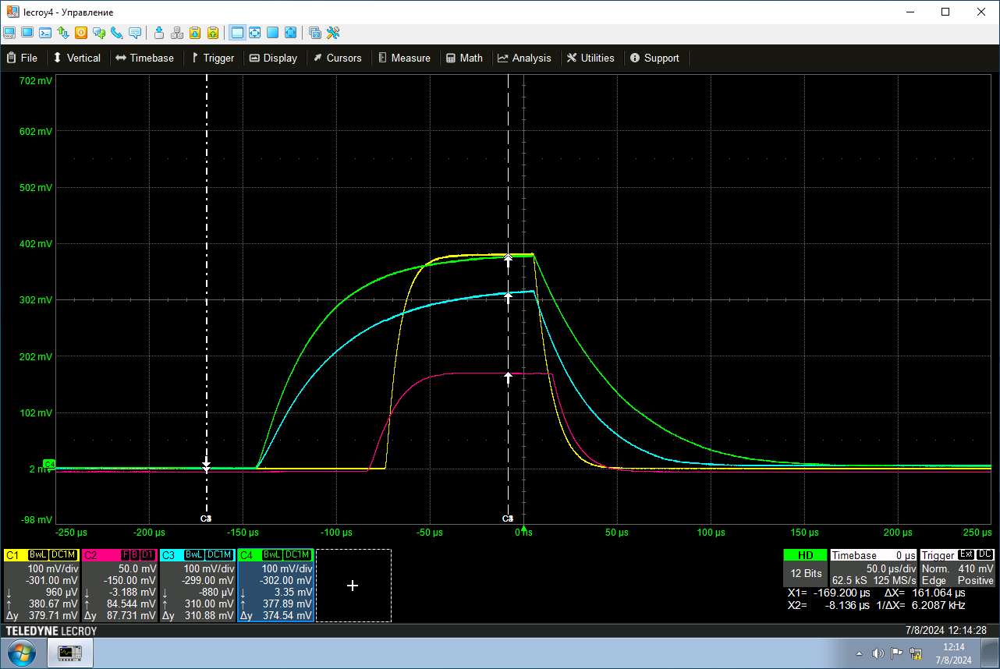 lecroy4 - Управление
File Vertical Timebase Trigger Display Cursors Measure Math Analysis Utilities Support
702 mV
602 mV
502 mV
402 mV
302 mV
202 mV
102 mV
C4
-98 mV
-250 µs -200 µs -150 µs -100 µs -50 µs 50 µs 100 µs 150 µs 200 µs 250 µs
C1 BwL DC1M
100 mV/div
-301.00 mV
↓ 960 µV
↑ 380.67 mV
Δy 379.71 mV
C2 F B D1
50.0 mV
-150.00 mV
↓ -3.188 mV
↑ 84.544 mV
Δy 87.731 mV
C3 BwL DC1M
100 mV/div
-299.00 mV
↓ -880 µV
↑ 310.00 mV
Δy 310.88 mV
C4 BwL DC1M
100 mV/div
-302.00 mV
↓ 3.35 mV
↑ 377.89 mV
Δy 374.54 mV
+
HD
12 Bits
Timebase 0 µs
50.0 µs/div
62.5 kS 125 MS/s
Trigger Ext DC
Norm. 410 mV
Edge Positive
X1= -169.200 µs ΔX= 161.064 µs
X2= -8.136 µs 1/ΔX= 6.2087 kHz
TELEDYNE LECROY 7/8/2024 12:14:28
12:14
7/8/2024